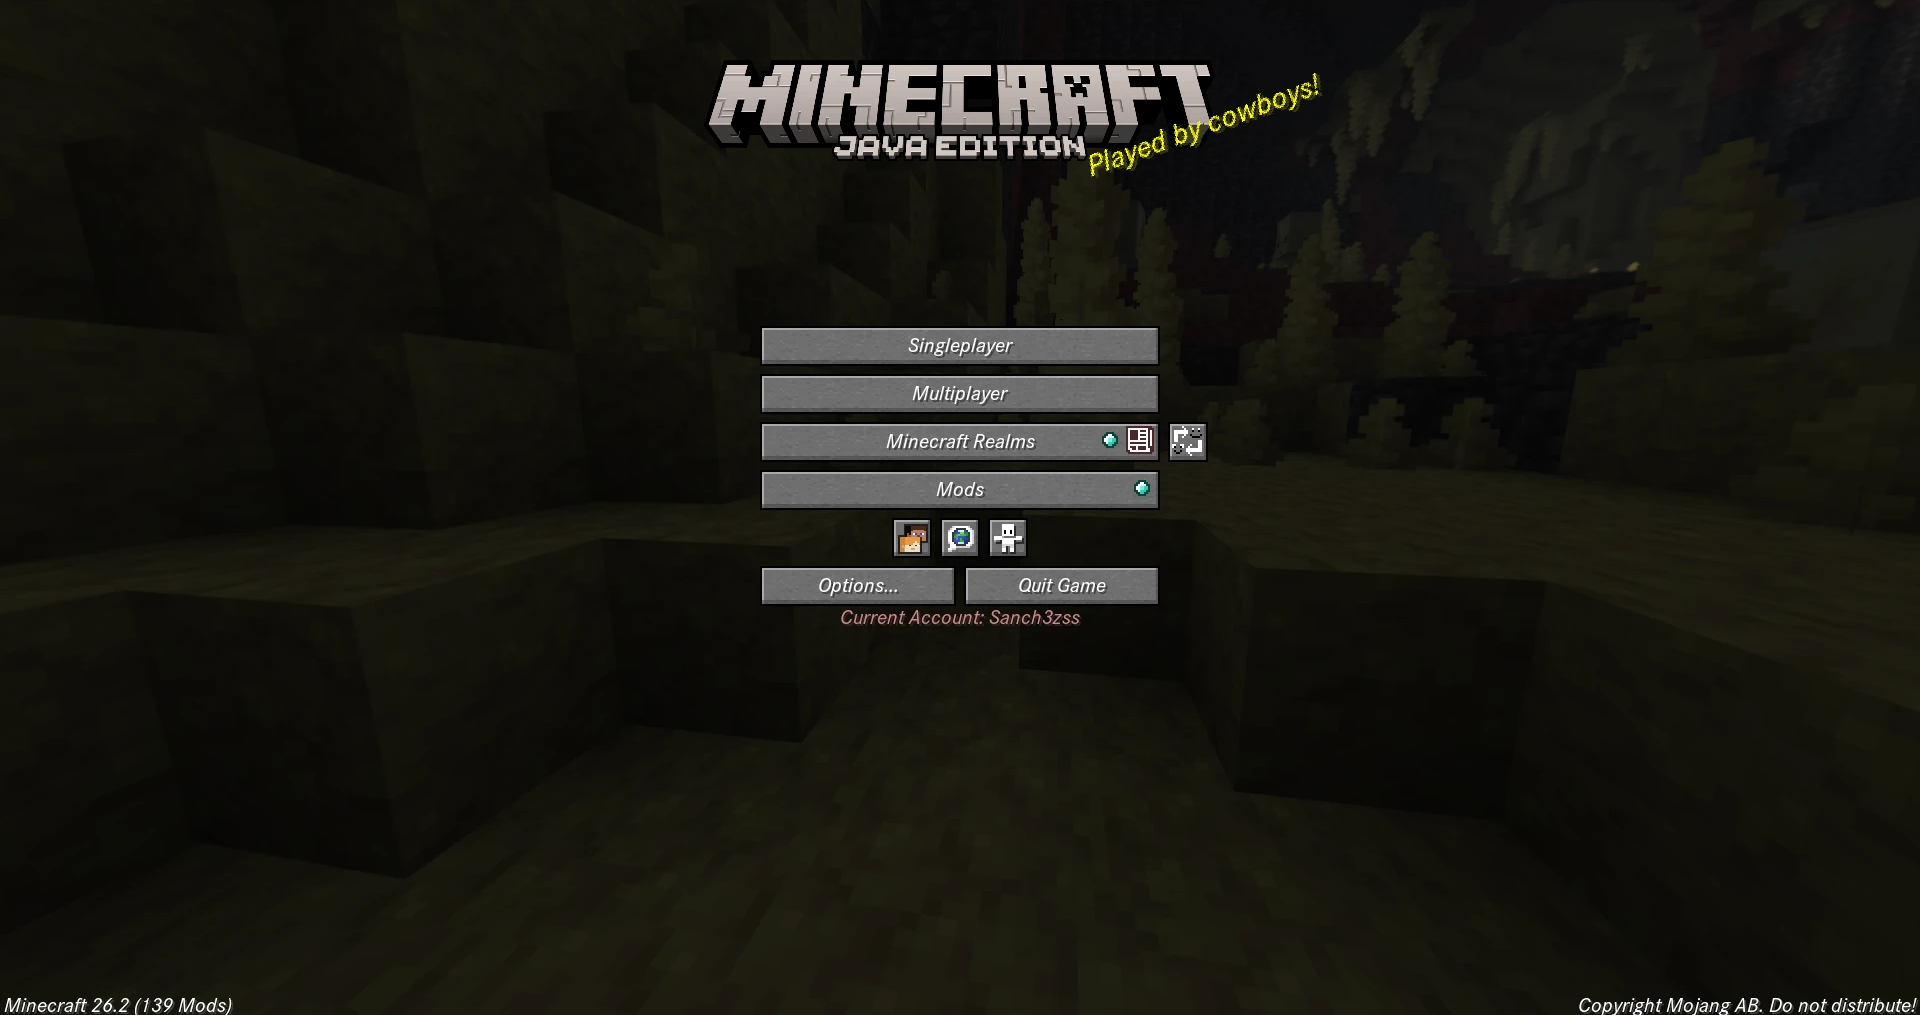 MINECRAFT
JAVA EDITION
Played by cowboys!
Singleplayer
Multiplayer
Minecraft Realms
Mods
Options...
Quit Game
Current Account: Sanch3zss
Minecraft 26.2 (139 Mods)
Copyright Mojang AB. Do not distribute!